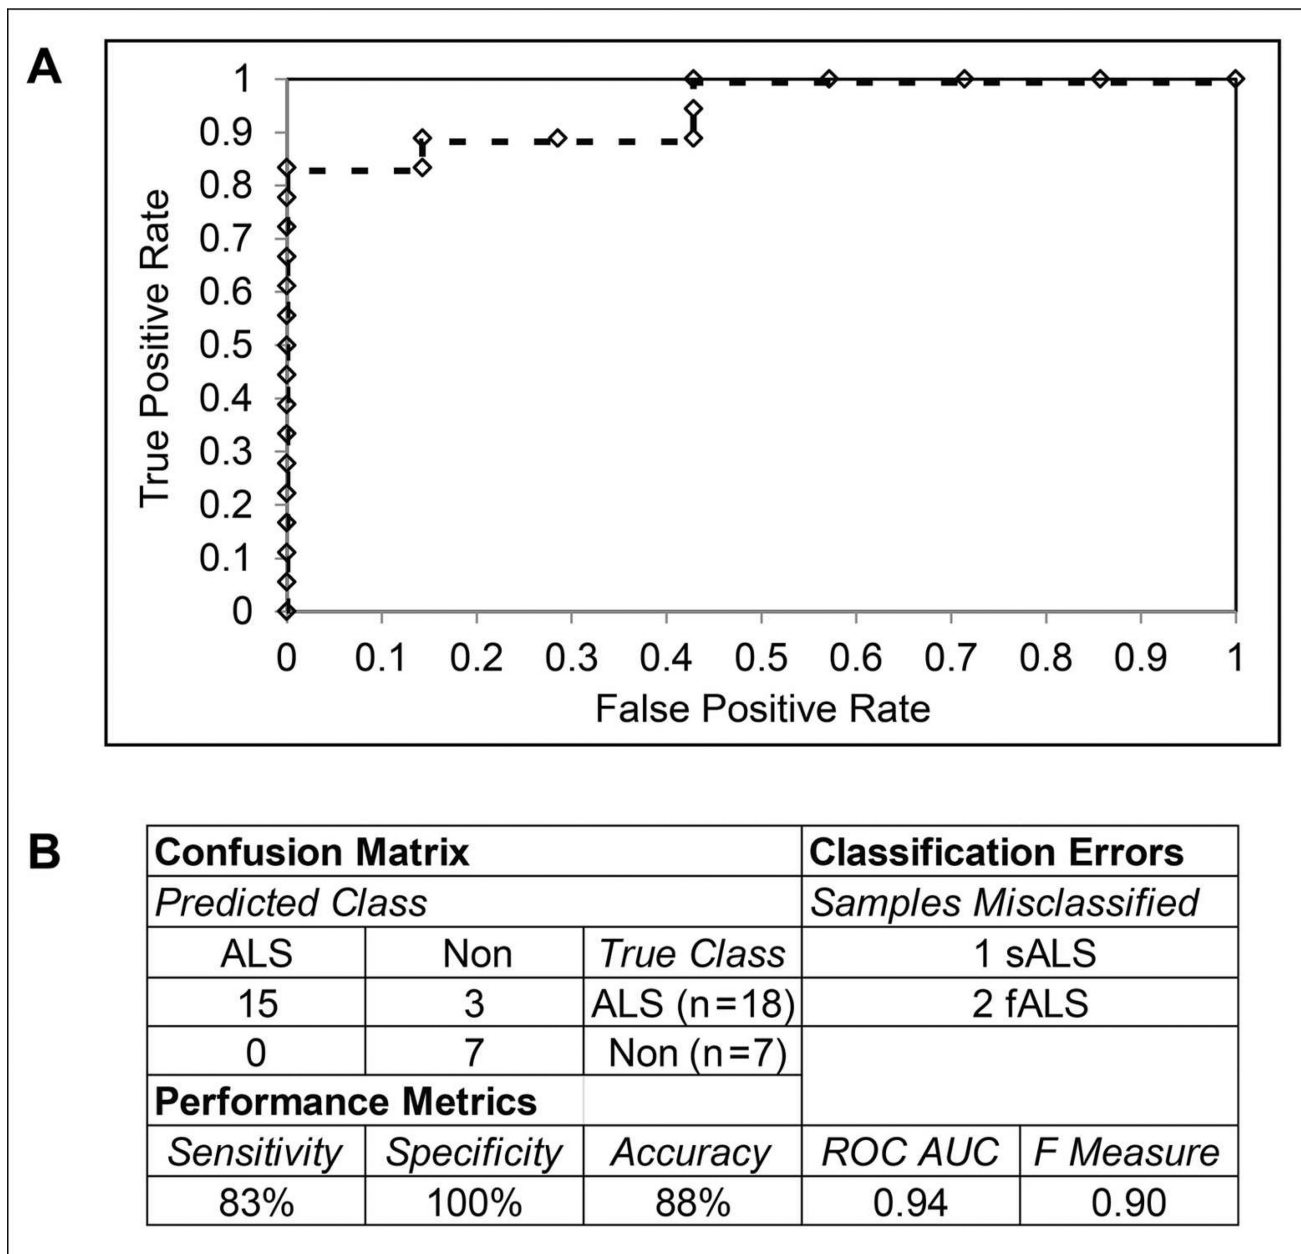 A
1
0.9
0.8
0.7
0.6
0.5
0.4
0.3
0.2
0.1
0
True Positive Rate
0 0.1 0.2 0.3 0.4 0.5 0.6 0.7 0.8 0.9 1
False Positive Rate
B
Confusion Matrix Classification Errors
Predicted Class Samples Misclassified
ALS Non True Class 1 sALS
15 3 ALS (n=18) 2 fALS
0 7 Non (n=7)
Performance Metrics
Sensitivity Specificity Accuracy ROC AUC F Measure
83% 100% 88% 0.94 0.90